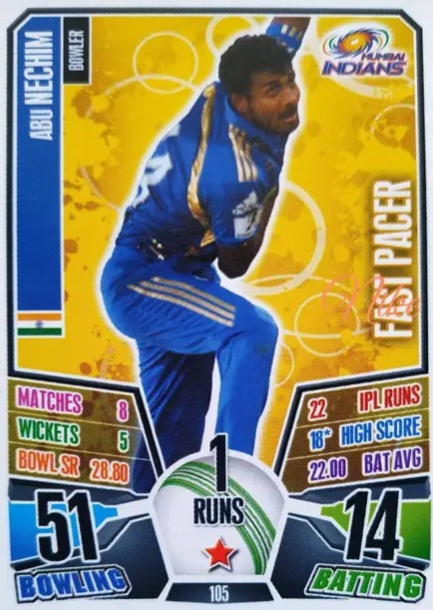 ABU NECHIM
BOWLER
MUMBAI
INDIANS
FAST PACER
MATCHES 8
WICKETS 5
BOWL SR 28.80
22 IPL RUNS
18* HIGH SCORE
22.00 BAT AVG
1
RUNS
51
BOWLING
14
BATTING
105